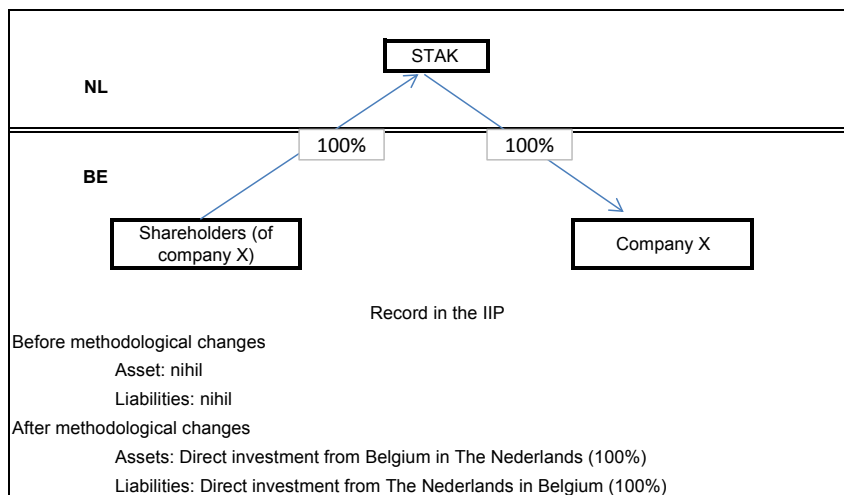 STAK
NL
100%
100%
BE
Shareholders (of
company X)
Company X
Record in the IIP
Before methodological changes
Asset: nihil
Liabilities: nihil
After methodological changes
Assets: Direct investment from Belgium in The Nederlands (100%)
Liabilities: Direct investment from The Nederlands in Belgium (100%)